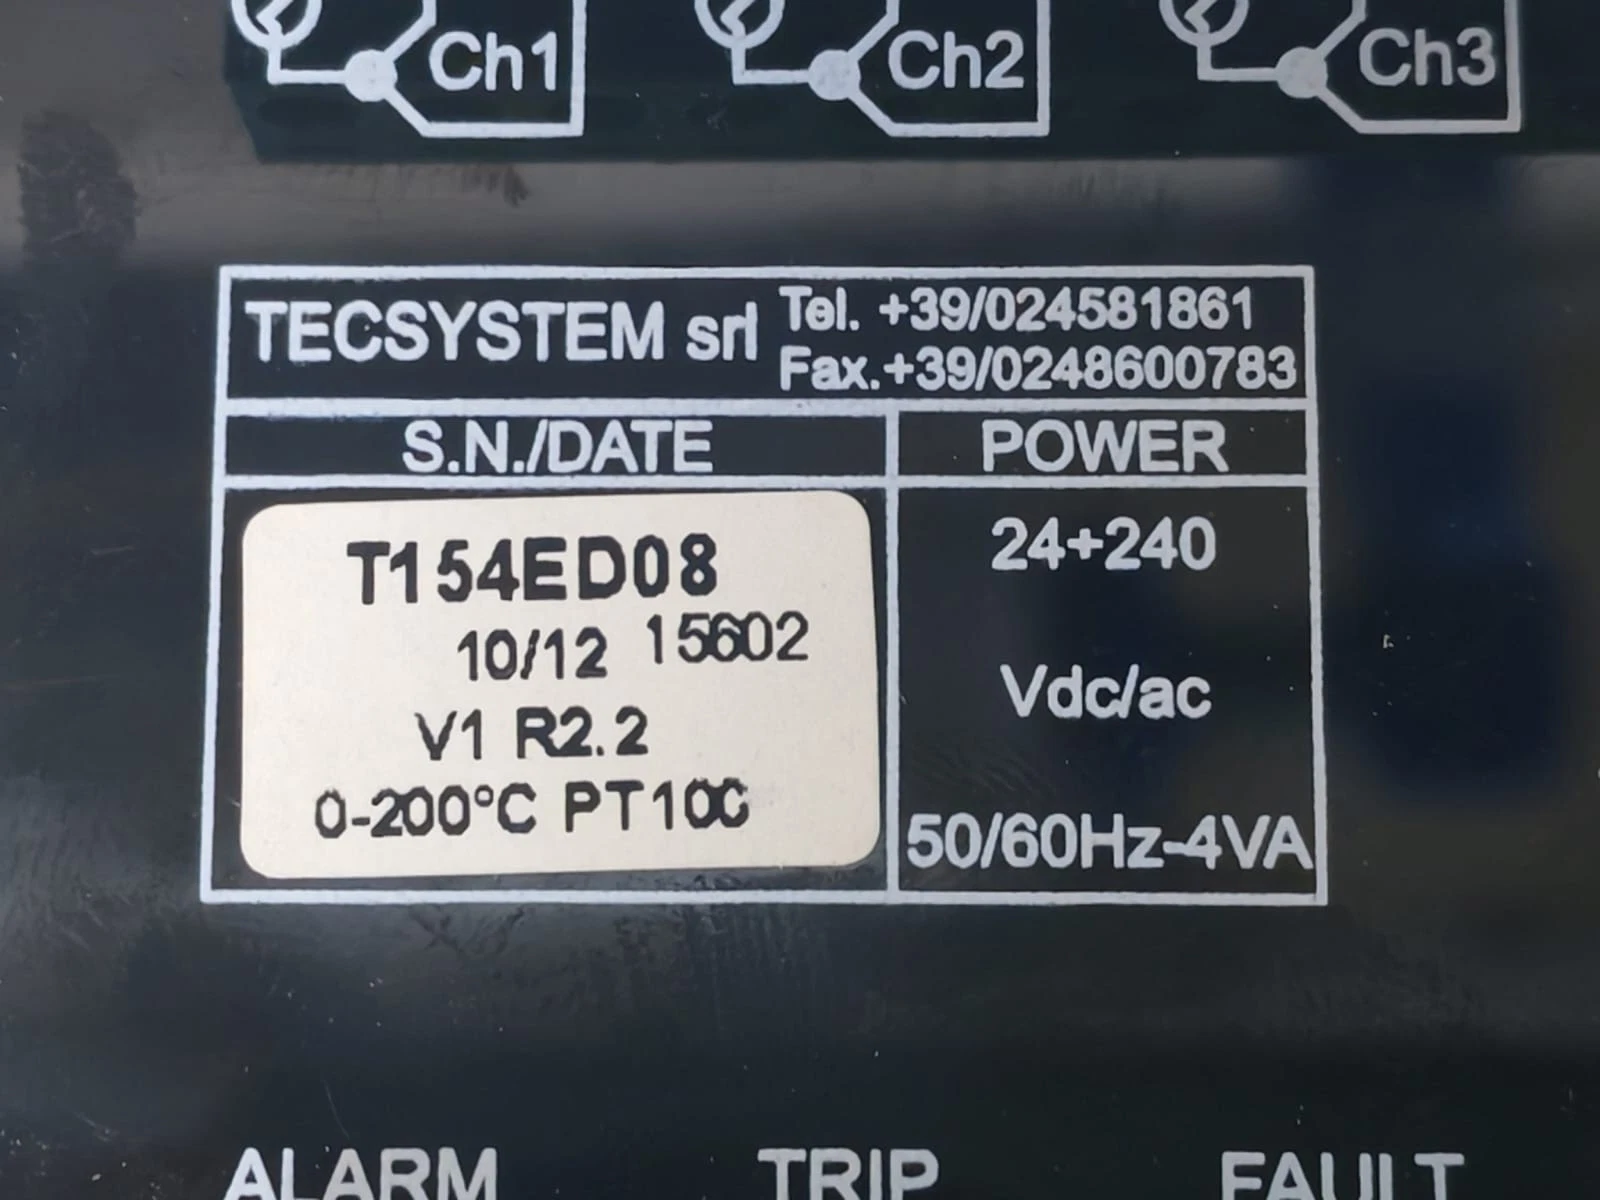 Ch1 Ch2 Ch3
TECSYSTEM srl
Tel. +39/024581861
Fax.+39/0248600783
S.N./DATE
POWER
T154ED08
10/12 15602
V1 R2.2
0-200°C PT100
24+240
Vdc/ac
50/60Hz-4VA
ALARM TRIP FAULT